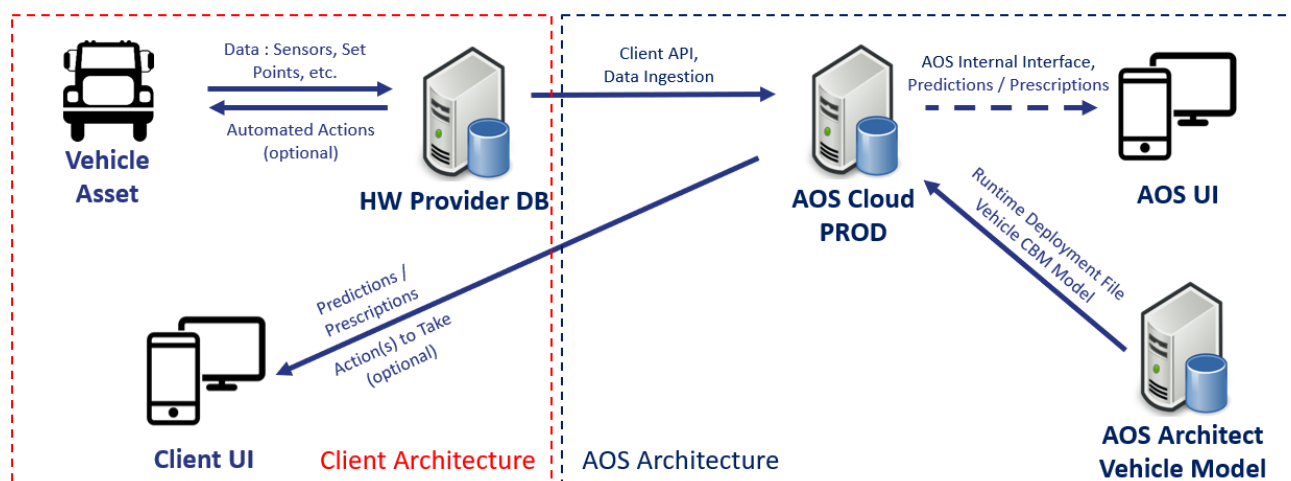 Data : Sensors, Set
Points, etc.
Automated Actions
(optional)
Vehicle
Asset
HW Provider DB
Client API,
Data Ingestion
AOS Cloud
PROD
AOS Internal Interface,
Predictions / Prescriptions
AOS UI
Runtime Deployment File
Vehicle CBM Model
AOS Architect
Vehicle Model
Predictions /
Prescriptions
Action(s) to Take
(optional)
Client UI
Client Architecture
AOS Architecture